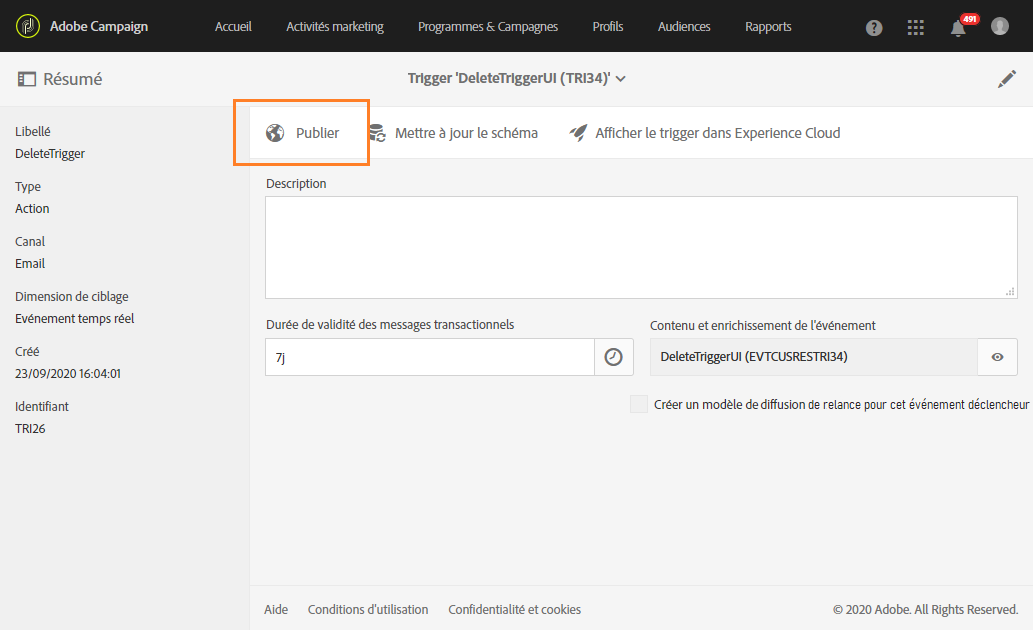 Adobe Campaign Accueil Activités marketing Programmes & Campagnes Profils Audiences Rapports ? 491
Résumé
Trigger 'DeleteTriggerUI (TRI34)'
Libellé
DeleteTrigger
Type
Action
Canal
Email
Dimension de ciblage
Evénement temps réel
Créé
23/09/2020 16:04:01
Identifiant
TRI26
Publier Mettre à jour le schéma Afficher le trigger dans Experience Cloud
Description
Durée de validité des messages transactionnels
7j
Contenu et enrichissement de l'événement
DeleteTriggerUI (EVTCUSRESTRI34)
Créer un modèle de diffusion de relance pour cet événement déclencheur
Aide Conditions d'utilisation Confidentialité et cookies © 2020 Adobe. All Rights Reserved.